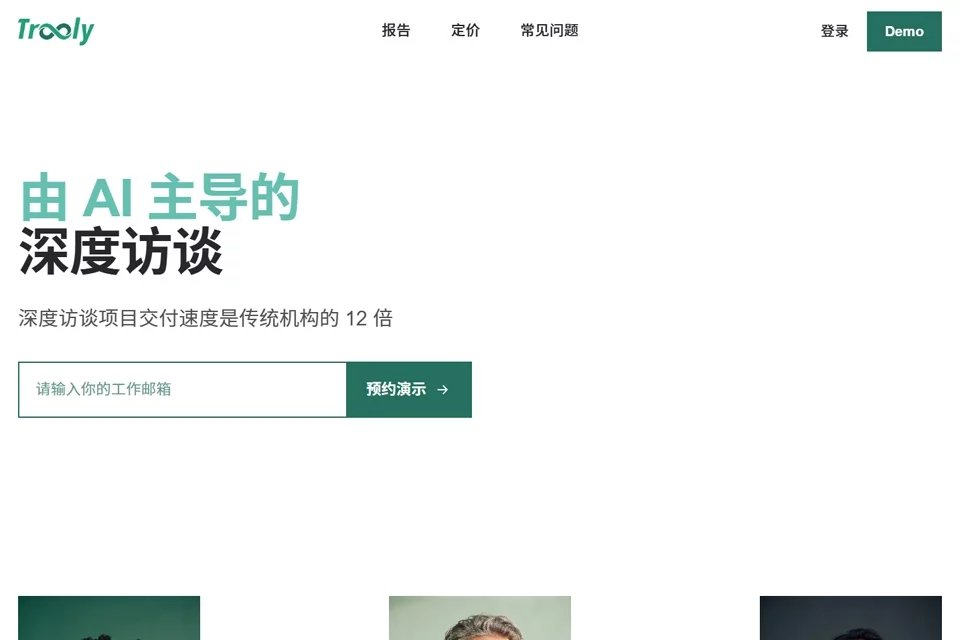 Trooly
报告
定价
常见问题
登录
Demo
由 AI 主导的
深度访谈
深度访谈项目交付速度是传统机构的 12 倍
请输入你的工作邮箱
预约演示 →